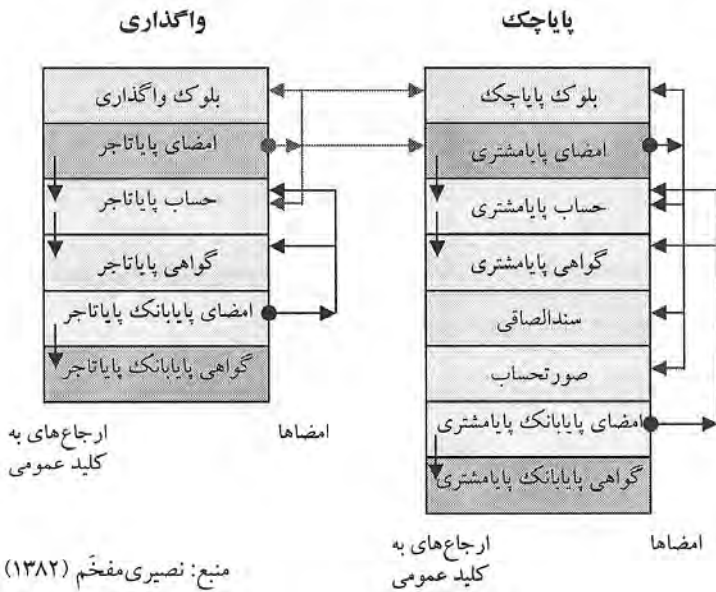 پایاچک
بلوک پایاچک
امضای پایامشتری
حساب پایامشتری
گواهی پایامشتری
سندالصاقی
صورتحساب
امضای پایابانک پایامشتری
گواهی پایابانک پایامشتری
امضاها
ارجاع‌های به
کلید عمومی
واگذاری
بلوک واگذاری
امضای پایاتاجر
حساب پایاتاجر
گواهی پایاتاجر
امضای پایابانک پایاتاجر
گواهی پایابانک پایاتاجر
امضاها
ارجاع‌های به
کلید عمومی
منبع: نصیری‌مفخّم (۱۳۸۲)